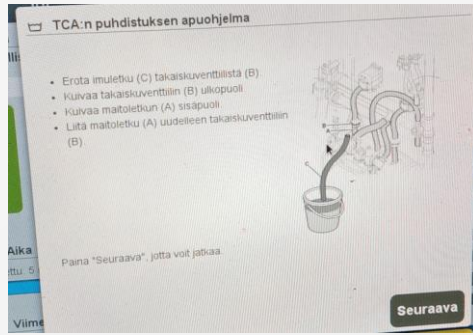 TCA:n puhdistuksen apuohjelma
Erota imuletku (C) takaiskuventtiilistä (B)
Kuivaa takaiskuventtiilin (B) ulkopuoli.
Kuivaa maitoletkun (A) sisäpuoli.
Liitä maitoletku (A) uudelleen takaiskuventtiiliin
(B)
Paina "Seuraava", jotta voit jatkaa.
Aika
Seuraava